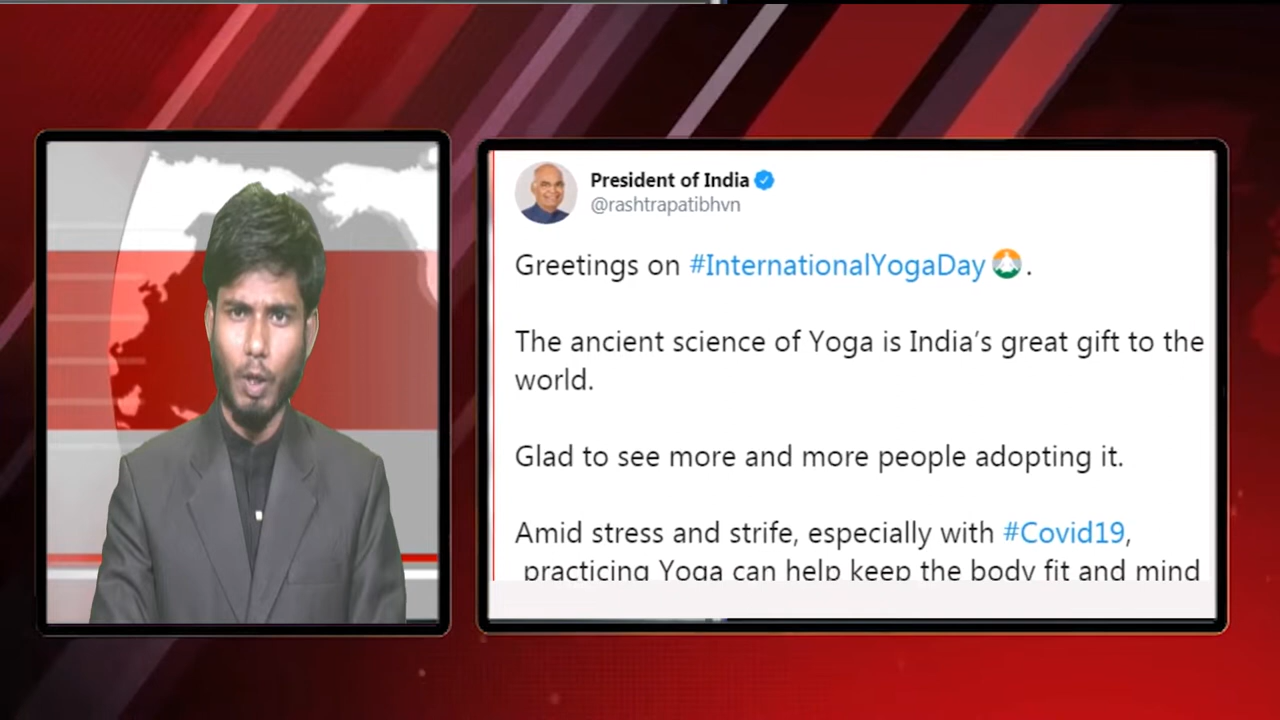 President of India
@rashtrapatibhvn
Greetings on #InternationalYogaDay.
The ancient science of Yoga is India's great gift to the
world.
Glad to see more and more people adopting it.
Amid stress and strife, especially with #Covid19,
practicing Yoga can help keep the body fit and mind